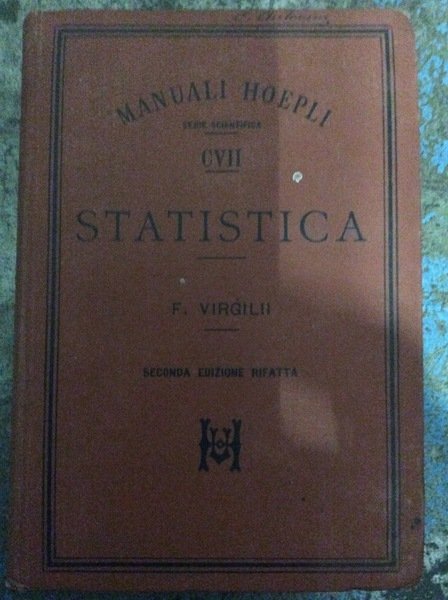 MANUALI HOEPLI
SERIE SCIENTIFICA
CVII
STATISTICA
F. VIRGILII
SECONDA EDIZIONE RIFATTA